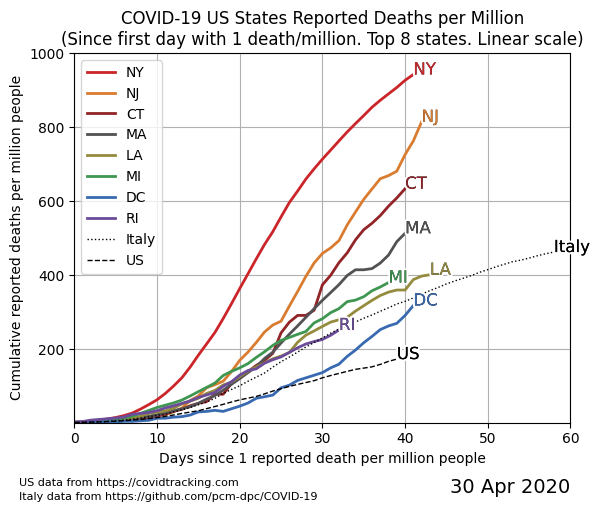 COVID-19 US States Reported Deaths per Million
(Since first day with 1 death/million. Top 8 states. Linear scale)
Cumulative reported deaths per million people
1000
800
600
400
200
NY
NJ
CT
MA
LA
MI
DC
RI
Italy
US
NY
NJ
CT
MA
Italy
LA
MI
DC
RI
US
0
10
20
30
40
50
60
Days since 1 reported death per million people
US data from https://covidtracking.com
Italy data from https://github.com/pcm-dpc/COVID-19
30 Apr 2020